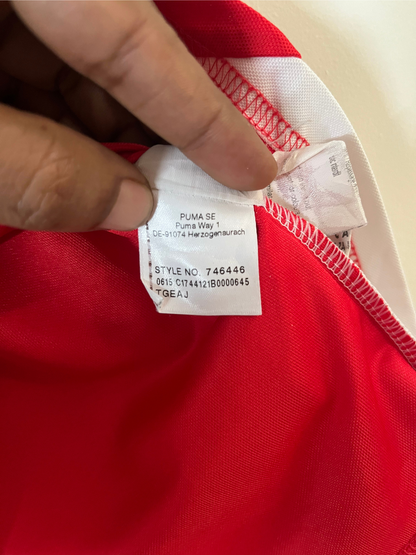 PUMA SE
Puma Way 1
DE-91074 Herzogenaurach
STYLE NO. 746446
0615 C1744121B0000645
TGEAJ